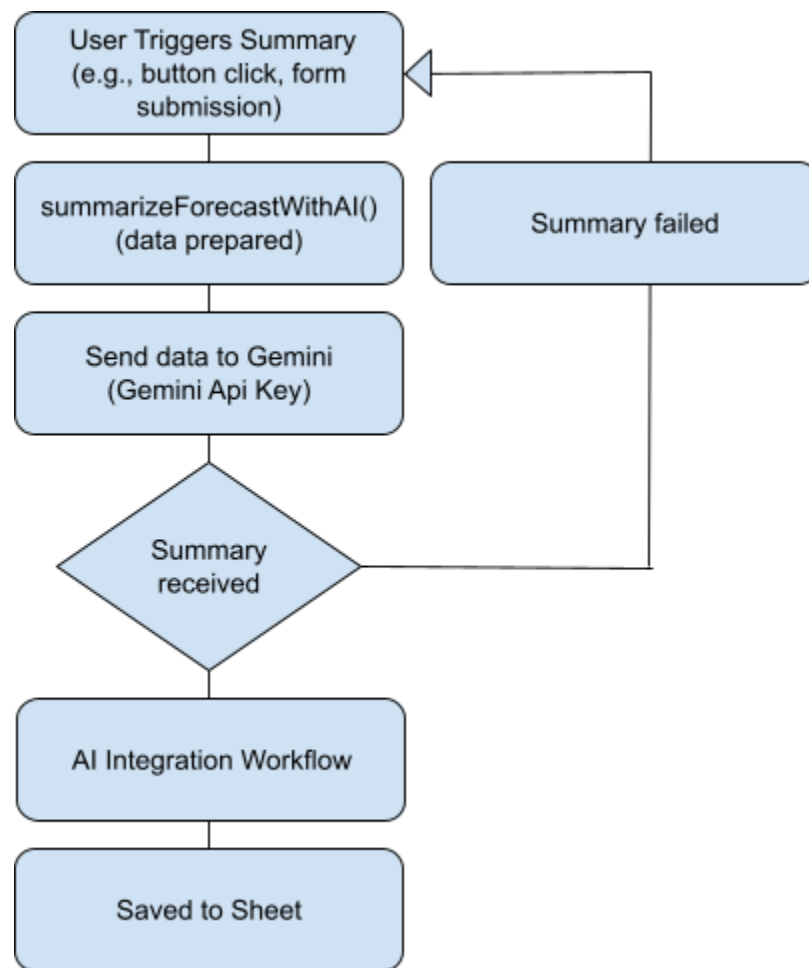 User Triggers Summary
(e.g., button click, form
submission)
summarizeForecastWithAI()
(data prepared)
Summary failed
Send data to Gemini
(Gemini Api Key)
Summary
received
AI Integration Workflow
Saved to Sheet